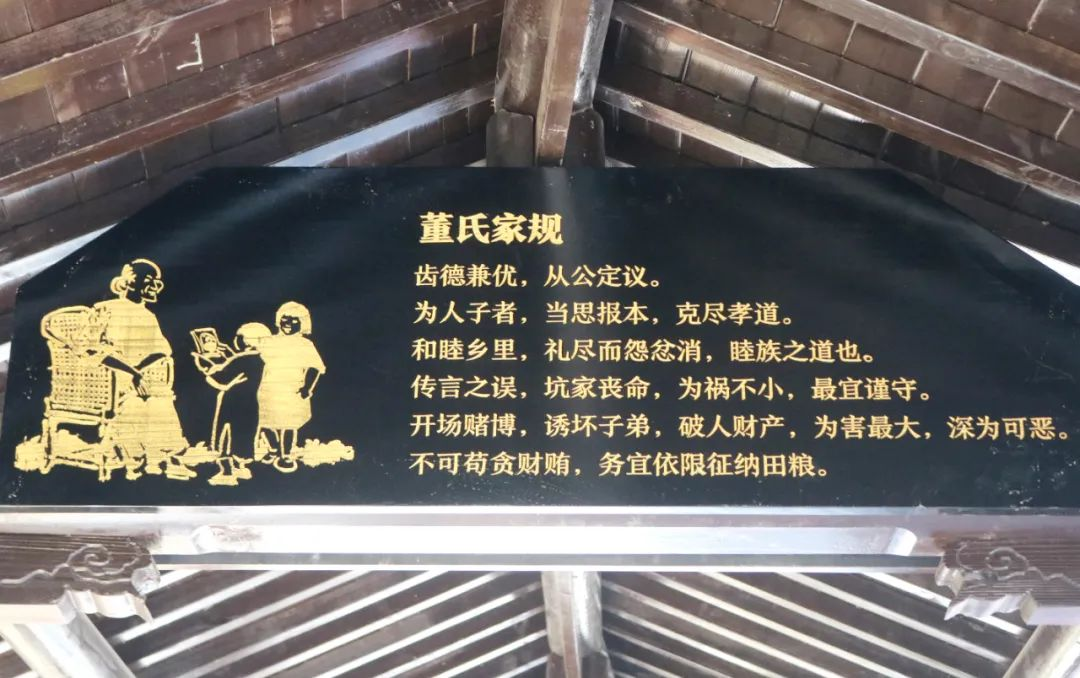 董氏家规
齿德兼优，从公定议。
为人子者，当思报本，克尽孝道。
和睦乡里，礼尽而怨忿消，睦族之道也。
传言之误，坑家丧命，为祸不小，最宜谨守。
开场赌博，诱坏子弟，破人财产，为害最大，深为可恶。
不可苟贪财贿，务宜依限征纳田粮。